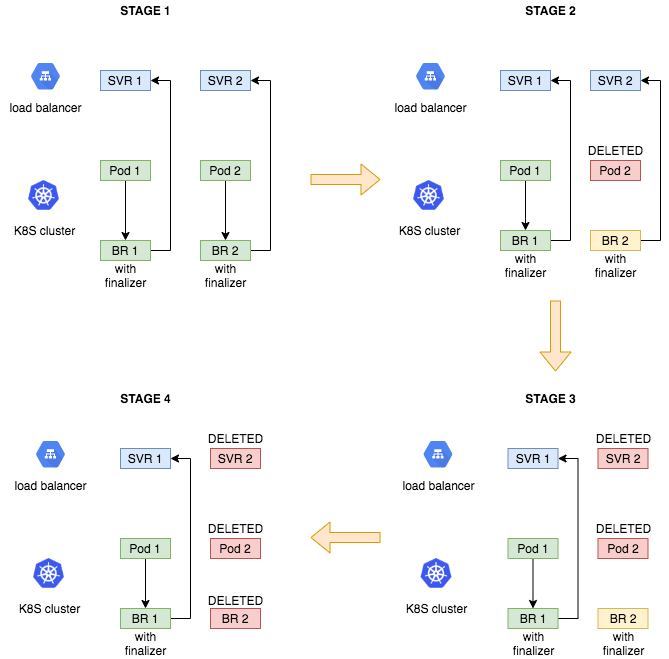 STAGE 1
SVR 1
SVR 2
load balancer
Pod 1
Pod 2
K8S cluster
BR 1
BR 2
with
finalizer
with
finalizer
STAGE 2
SVR 1
SVR 2
load balancer
DELETED
Pod 1
Pod 2
K8S cluster
BR 1
BR 2
with
finalizer
with
finalizer
STAGE 3
DELETED
SVR 1
SVR 2
load balancer
DELETED
Pod 1
Pod 2
K8S cluster
BR 1
BR 2
with
finalizer
with
finalizer
STAGE 4
DELETED
SVR 1
SVR 2
load balancer
DELETED
Pod 1
Pod 2
K8S cluster
DELETED
BR 1
BR 2
with
finalizer